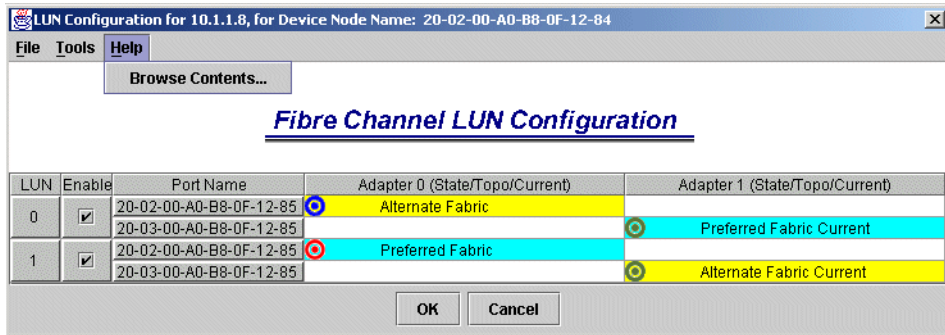 LUN Configuration for 10.1.1.8, for Device Node Name: 20-02-00-A0-B8-0F-12-84
File Tools Help
Browse Contents...
Fibre Channel LUN Configuration
LUN Enable Port Name Adapter 0 (State/Topo/Current) Adapter 1 (State/Topo/Current)
0 20-02-00-A0-B8-0F-12-85 Alternate Fabric
20-03-00-A0-B8-0F-12-85 Preferred Fabric Current
1 20-02-00-A0-B8-0F-12-85 Preferred Fabric
20-03-00-A0-B8-0F-12-85 Alternate Fabric Current
OK Cancel